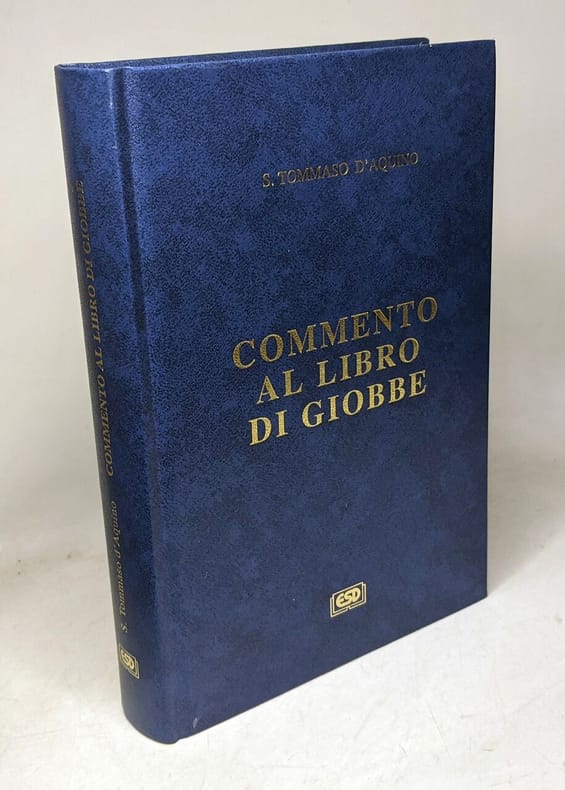 S. TOMMASO D'AQUINO
COMMENTO
AL LIBRO
DI GIOBBE
ESD
S. Tommaso d'Aquino COMMENTO AL LIBRO DI GIOBBE
ESD